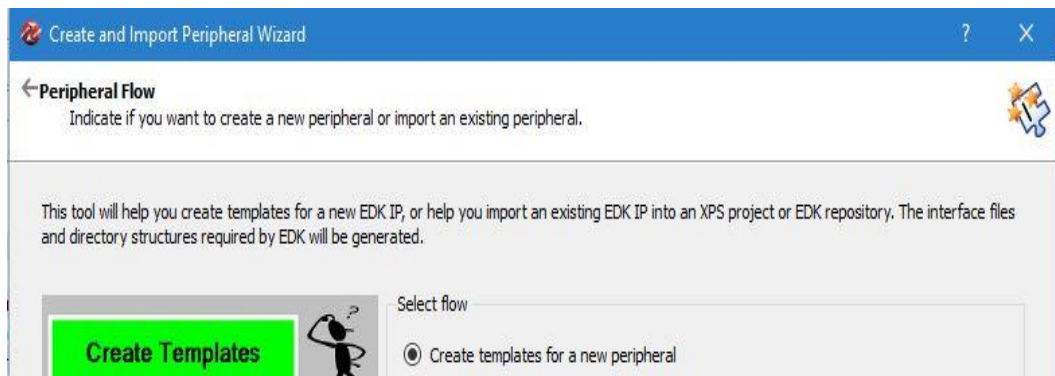 Create and Import Peripheral Wizard ? X
Peripheral Flow
Indicate if you want to create a new peripheral or import an existing peripheral.
This tool will help you create templates for a new EDK IP, or help you import an existing EDK IP into an XPS project or EDK repository. The interface files
and directory structures required by EDK will be generated.
Select flow
?
Create Templates
Create templates for a new peripheral